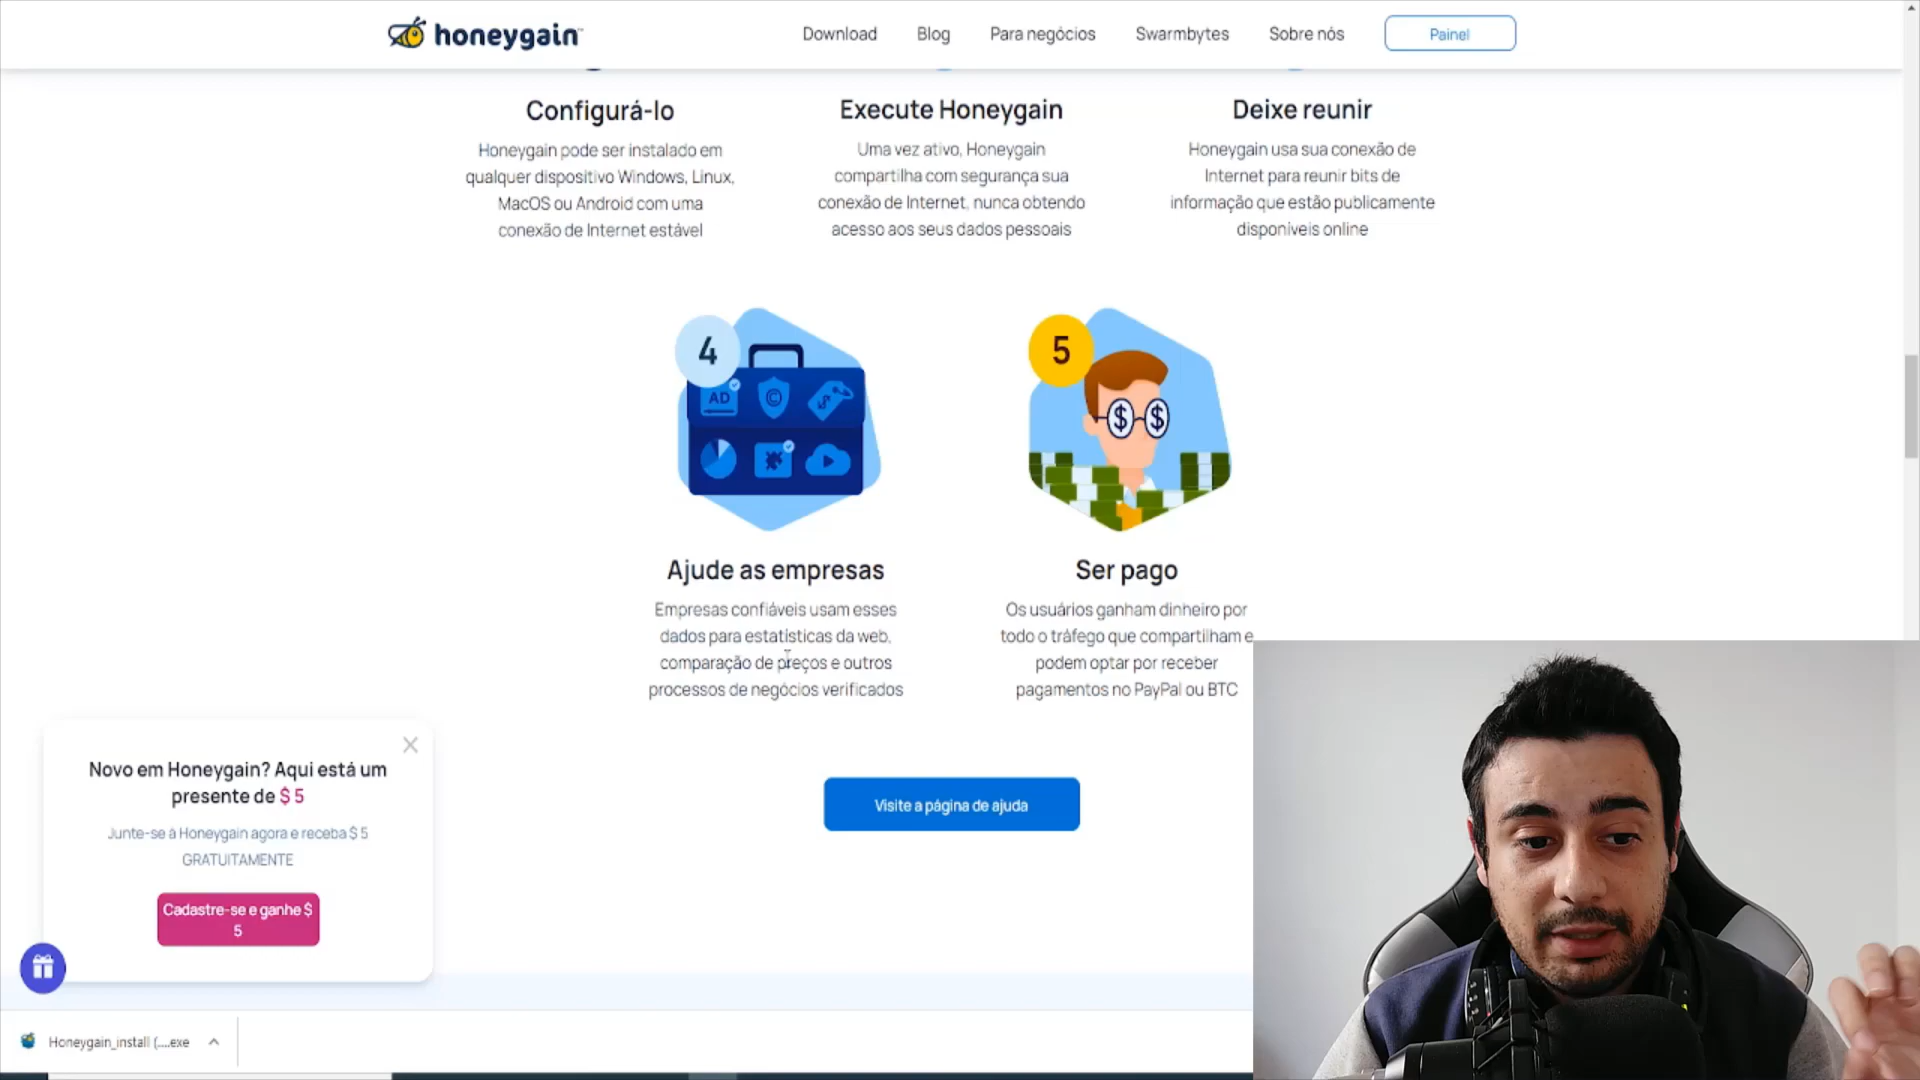 honeygain
Download
Blog
Para negócios
Swarmbytes
Sobre nós
Painel
Configurá-lo
Honeygain pode ser instalado em
qualquer dispositivo Windows, Linux,
MacOS ou Android com uma
conexão de Internet estável
Execute Honeygain
Uma vez ativo, Honeygain
compartilha com segurança sua
conexão de Internet, nunca obtendo
acesso aos seus dados pessoais
Deixe reunir
Honeygain usa sua conexão de
Internet para reunir bits de
informação que estão publicamente
disponíveis online
4
AD
C
$
Ajude as empresas
Empresas confiáveis usam esses
dados para estatísticas da web,
comparação de preços e outros
processos de negócios verificados
5
$ $
Ser pago
Os usuários ganham dinheiro por
todo o tráfego que compartilham e
podem optar por receber
pagamentos no PayPal ou BTC
Visite a página de ajuda
Novo em Honeygain? Aqui está um
presente de $ 5
Junte-se à Honeygain agora e receba $ 5
GRATUITAMENTE
Cadastre-se e ganhe $
5
Honeygain_install (....exe